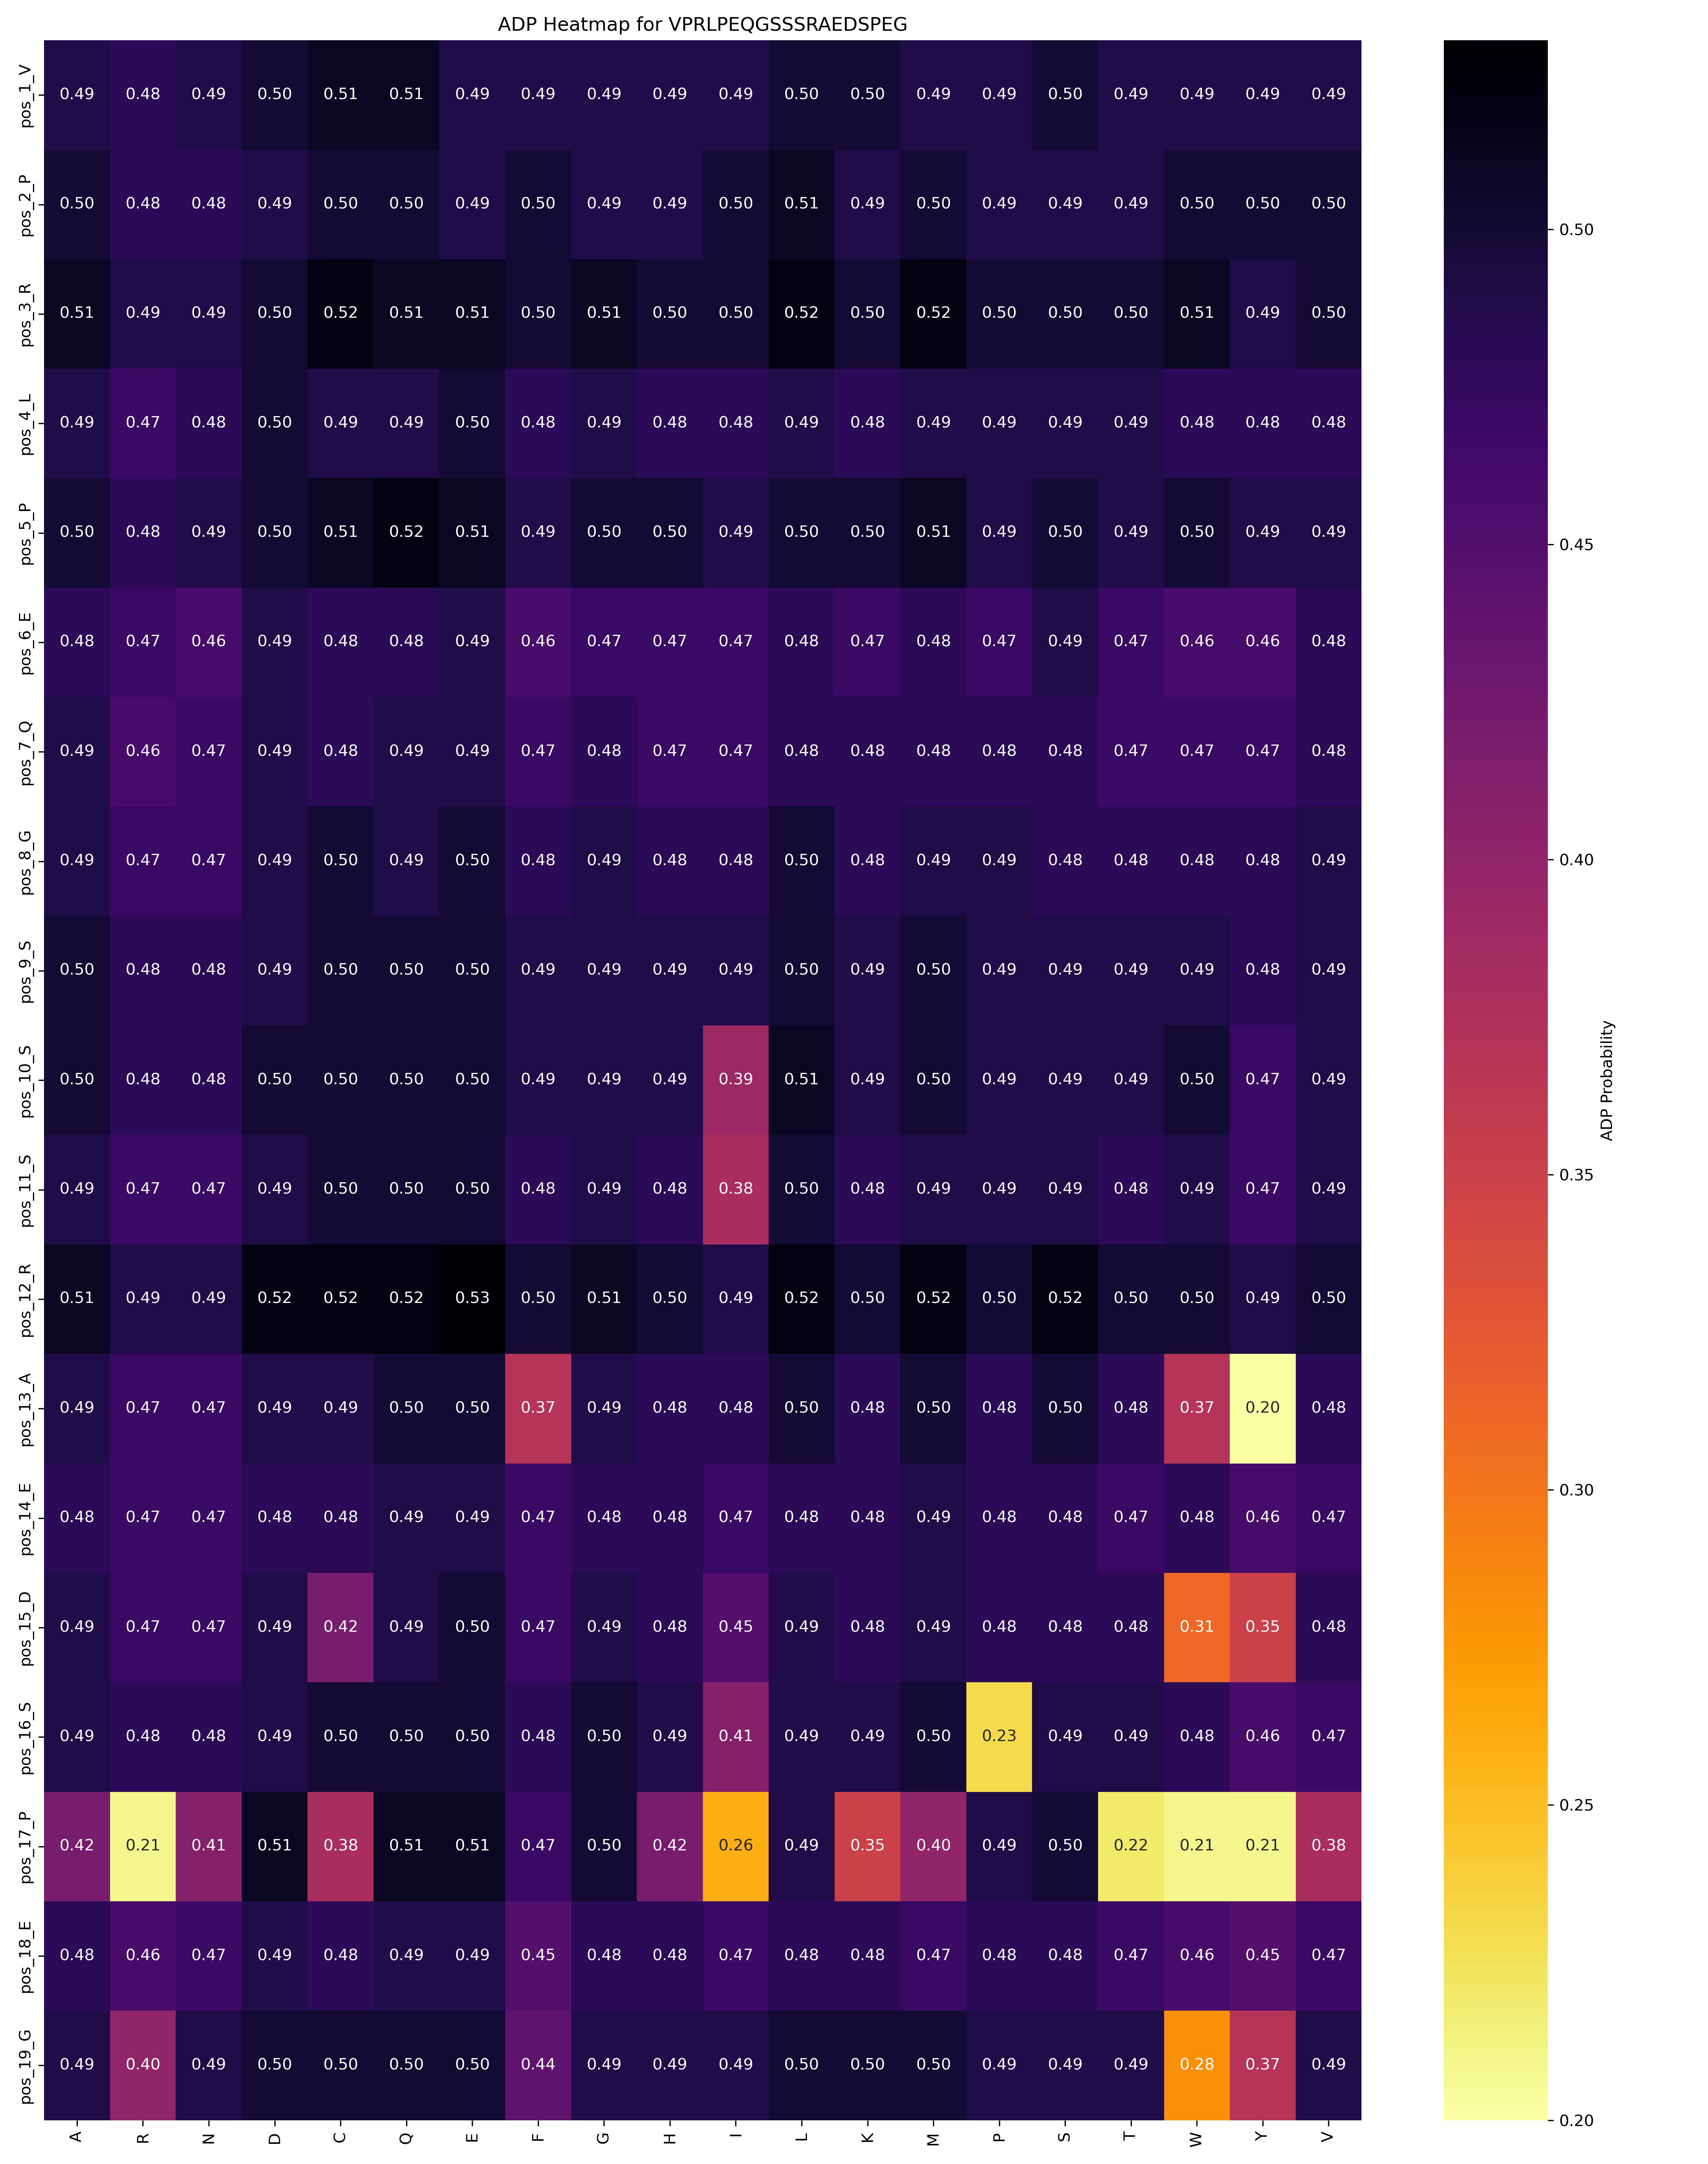 ADP Heatmap for VPRLPEQGSSSRAEDSPEG
pos_1_V 0.49 0.48 0.49 0.50 0.51 0.51 0.49 0.49 0.49 0.49 0.49 0.50 0.50 0.49 0.49 0.50 0.49 0.49 0.49 0.49
pos_2_P 0.50 0.48 0.48 0.49 0.50 0.50 0.49 0.50 0.49 0.49 0.50 0.51 0.49 0.50 0.49 0.49 0.49 0.50 0.50 0.50
0.50
pos_3_R 0.51 0.49 0.49 0.50 0.52 0.51 0.51 0.50 0.51 0.50 0.50 0.52 0.50 0.52 0.50 0.50 0.50 0.51 0.49 0.50
pos_4_L 0.49 0.47 0.48 0.50 0.49 0.49 0.50 0.48 0.49 0.48 0.48 0.49 0.48 0.49 0.49 0.49 0.49 0.48 0.48 0.48
pos_5_P 0.50 0.48 0.49 0.50 0.51 0.52 0.51 0.49 0.50 0.50 0.49 0.50 0.50 0.51 0.49 0.50 0.49 0.50 0.49 0.49
0.45
pos_6_E 0.48 0.47 0.46 0.49 0.48 0.48 0.49 0.46 0.47 0.47 0.47 0.48 0.47 0.48 0.47 0.49 0.47 0.46 0.46 0.48
pos_7_Q 0.49 0.46 0.47 0.49 0.48 0.49 0.49 0.47 0.48 0.47 0.47 0.48 0.48 0.48 0.48 0.48 0.47 0.47 0.47 0.48
pos_8_G 0.49 0.47 0.47 0.49 0.50 0.49 0.50 0.48 0.49 0.48 0.48 0.50 0.48 0.49 0.49 0.48 0.48 0.48 0.48 0.49
0.40
pos_9_S 0.50 0.48 0.48 0.49 0.50 0.50 0.50 0.49 0.49 0.49 0.49 0.50 0.49 0.50 0.49 0.49 0.49 0.49 0.48 0.49
pos_10_S 0.50 0.48 0.48 0.50 0.50 0.50 0.50 0.49 0.49 0.49 0.39 0.51 0.49 0.50 0.49 0.49 0.49 0.50 0.47 0.49
ADP Probability
pos_11_S 0.49 0.47 0.47 0.49 0.50 0.50 0.50 0.48 0.49 0.48 0.38 0.50 0.48 0.49 0.49 0.49 0.48 0.49 0.47 0.49
0.35
pos_12_R 0.51 0.49 0.49 0.52 0.52 0.52 0.53 0.50 0.51 0.50 0.49 0.52 0.50 0.52 0.50 0.52 0.50 0.50 0.49 0.50
pos_13_A 0.49 0.47 0.47 0.49 0.49 0.50 0.50 0.37 0.49 0.48 0.48 0.50 0.48 0.50 0.48 0.50 0.48 0.37 0.20 0.48
0.30
pos_14_E 0.48 0.47 0.47 0.48 0.48 0.49 0.49 0.47 0.48 0.48 0.47 0.48 0.48 0.49 0.48 0.48 0.47 0.48 0.46 0.47
pos_15_D 0.49 0.47 0.47 0.49 0.42 0.49 0.50 0.47 0.49 0.48 0.45 0.49 0.48 0.49 0.48 0.48 0.48 0.31 0.35 0.48
pos_16_S 0.49 0.48 0.48 0.49 0.50 0.50 0.50 0.48 0.50 0.49 0.41 0.49 0.49 0.50 0.23 0.49 0.49 0.48 0.46 0.47
0.25
pos_17_P 0.42 0.21 0.41 0.51 0.38 0.51 0.51 0.47 0.50 0.42 0.26 0.49 0.35 0.40 0.49 0.50 0.22 0.21 0.21 0.38
pos_18_E 0.48 0.46 0.47 0.49 0.48 0.49 0.49 0.45 0.48 0.48 0.47 0.48 0.48 0.47 0.48 0.48 0.47 0.46 0.45 0.47
pos_19_G 0.49 0.40 0.49 0.50 0.50 0.50 0.50 0.44 0.49 0.49 0.49 0.50 0.50 0.50 0.49 0.49 0.49 0.28 0.37 0.49
0.20
A R N D C Q E F G H I L K M P S T W Y V